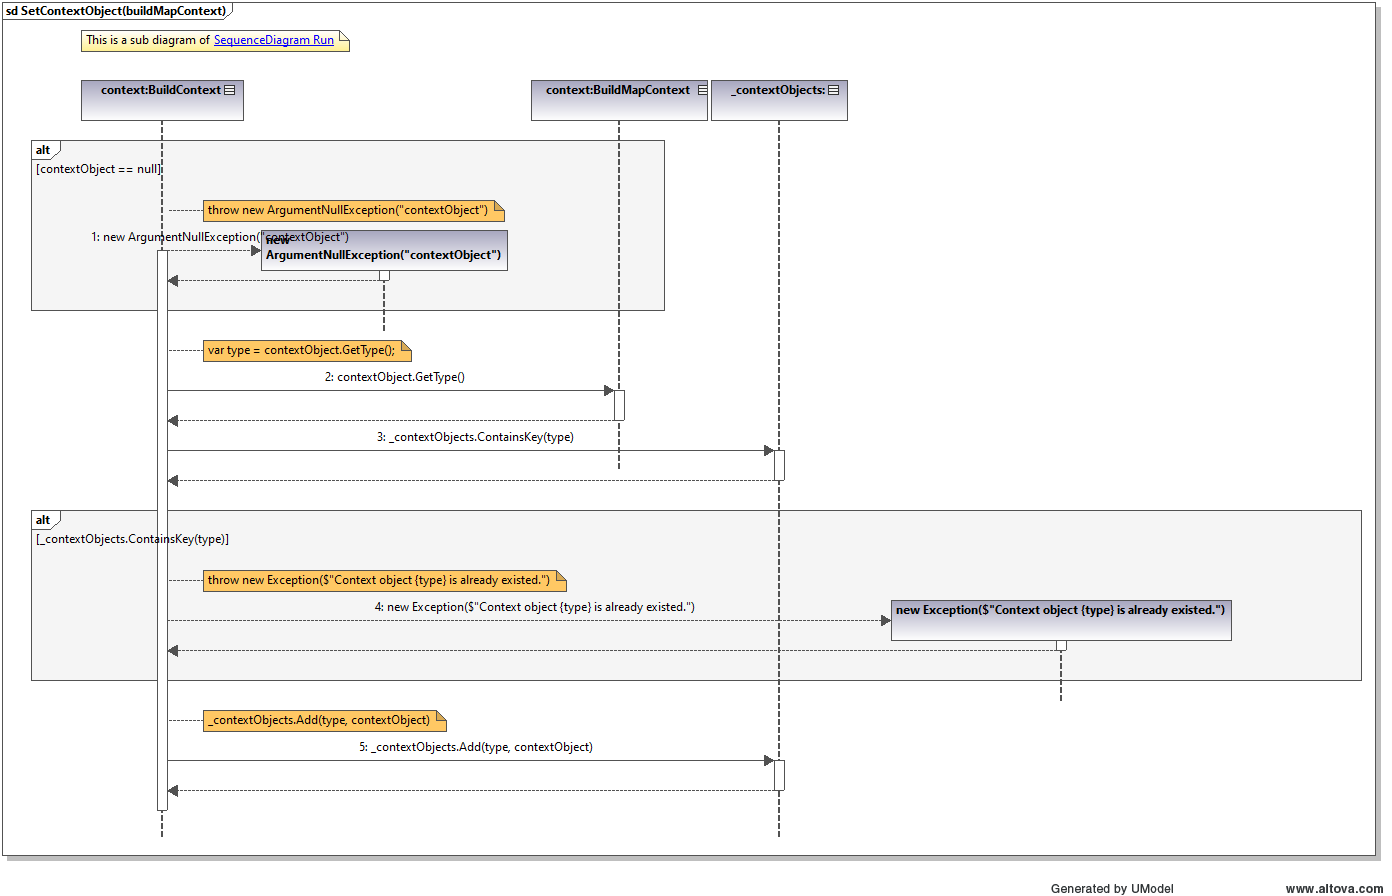 sd SetContextObject(buildMapContext)
This is a sub diagram of SequenceDiagram Run
context:BuildContext
context:BuildMapContext
_contextObjects:
alt
[contextObject == null]
throw new ArgumentNullException("contextObject")
1: new ArgumentNullException("contextObject")
new
ArgumentNullException("contextObject")
var type = contextObject.GetType();
2: contextObject.GetType()
3: _contextObjects.ContainsKey(type)
alt
[_contextObjects.ContainsKey(type)]
throw new Exception($"Context object {type} is already existed.")
4: new Exception($"Context object {type} is already existed.")
new Exception($"Context object {type} is already existed.")
_contextObjects.Add(type, contextObject)
5: _contextObjects.Add(type, contextObject)
Generated by UModel
www.altova.com